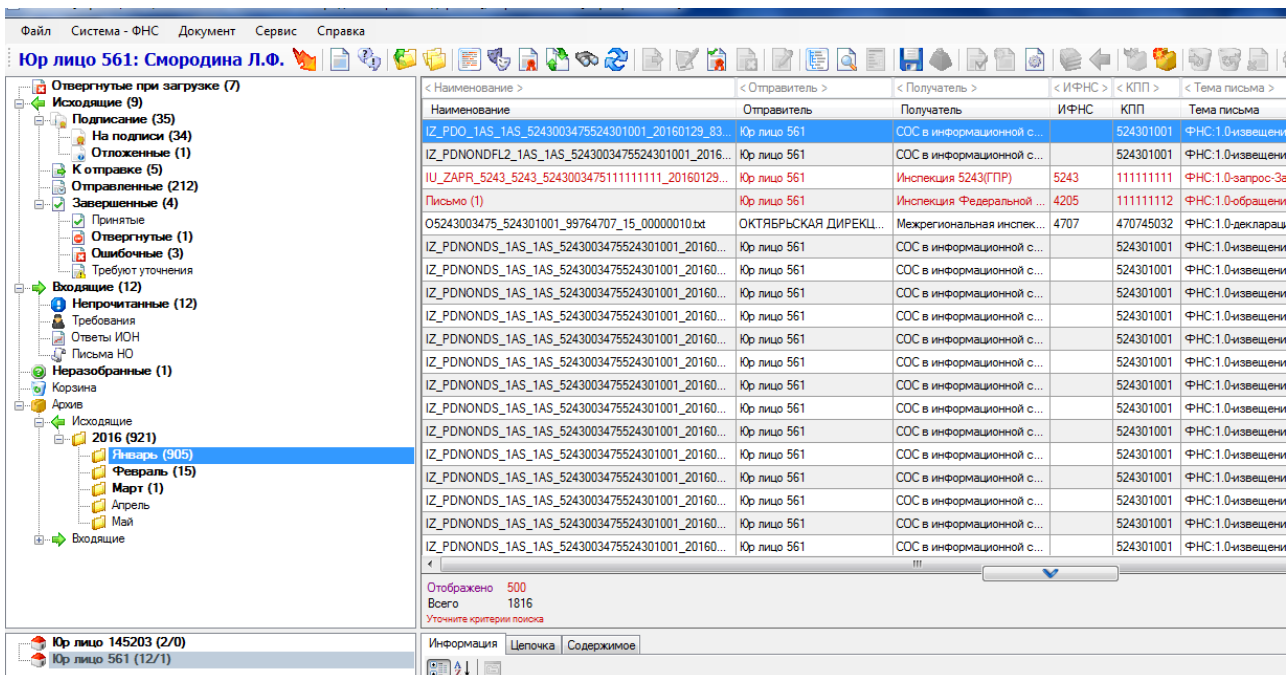 Файл Система - ФНС Документ Сервис Справка
Юр лицо 561: Смородина Л.Ф.
Отвергнутые при загрузке (7)
Исходящие (9)
Подписание (35)
На подписи (34)
Отложенные (1)
К отправке (5)
Отправленные (212)
Завершенные (4)
Принятые
Отвергнутые (1)
Ошибочные (3)
Требуют уточнения
Входящие (12)
Непрочитанные (12)
Требования
Ответы ИОН
Письма НО
Неразобранные (1)
Корзина
Архив
Исходящие
2016 (921)
Январь (905)
Февраль (15)
Март (1)
Апрель
Май
Входящие
Юр лицо 145203 (2/0)
Юр лицо 561 (12/1)
< Наименование > < Отправитель > < Получатель > < ИФНС > < КПП > < Тема письма >
Наименование Отправитель Получатель ИФНС КПП Тема письма
IZ_PDO_1AS_1AS_5243003475524301001_20160129_83... Юр лицо 561 СОС в информационной с... 524301001 ФНС:1.0-извещени
IZ_PDNONDFL2_1AS_1AS_5243003475524301001_2016... Юр лицо 561 СОС в информационной с... 524301001 ФНС:1.0-извещени
IU_ZAPR_5243_5243_5243003475111111111_20160129... Юр лицо 561 Инспекция 5243(ГПР) 5243 111111111 ФНС:1.0-запрос-За
Письмо (1) Юр лицо 561 Инспекция Федеральной ... 4205 111111112 ФНС:1.0-обращени
O5243003475_524301001_99764707_15_00000010.txt ОКТЯБРЬСКАЯ ДИРЕКЦ... Межрегиональная инспек... 4707 470745032 ФНС:1.0-деклараци
IZ_PDNONDS_1AS_1AS_5243003475524301001_20160... Юр лицо 561 СОС в информационной с... 524301001 ФНС:1.0-извещени
IZ_PDNONDS_1AS_1AS_5243003475524301001_20160... Юр лицо 561 СОС в информационной с... 524301001 ФНС:1.0-извещени
IZ_PDNONDS_1AS_1AS_5243003475524301001_20160... Юр лицо 561 СОС в информационной с... 524301001 ФНС:1.0-извещени
IZ_PDNONDS_1AS_1AS_5243003475524301001_20160... Юр лицо 561 СОС в информационной с... 524301001 ФНС:1.0-извещени
IZ_PDNONDS_1AS_1AS_5243003475524301001_20160... Юр лицо 561 СОС в информационной с... 524301001 ФНС:1.0-извещени
IZ_PDNONDS_1AS_1AS_5243003475524301001_20160... Юр лицо 561 СОС в информационной с... 524301001 ФНС:1.0-извещени
IZ_PDNONDS_1AS_1AS_5243003475524301001_20160... Юр лицо 561 СОС в информационной с... 524301001 ФНС:1.0-извещени
IZ_PDNONDS_1AS_1AS_5243003475524301001_20160... Юр лицо 561 СОС в информационной с... 524301001 ФНС:1.0-извещени
IZ_PDNONDS_1AS_1AS_5243003475524301001_20160... Юр лицо 561 СОС в информационной с... 524301001 ФНС:1.0-извещени
IZ_PDNONDS_1AS_1AS_5243003475524301001_20160... Юр лицо 561 СОС в информационной с... 524301001 ФНС:1.0-извещени
IZ_PDNONDS_1AS_1AS_5243003475524301001_20160... Юр лицо 561 СОС в информационной с... 524301001 ФНС:1.0-извещени
IZ_PDNONDS_1AS_1AS_5243003475524301001_20160... Юр лицо 561 СОС в информационной с... 524301001 ФНС:1.0-извещени
IZ_PDNONDS_1AS_1AS_5243003475524301001_20160... Юр лицо 561 СОС в информационной с... 524301001 ФНС:1.0-извещени
IZ_PDNONDS_1AS_1AS_5243003475524301001_20160... Юр лицо 561 СОС в информационной с... 524301001 ФНС:1.0-извещени
Отображено 500
Всего 1816
Уточните критерии поиска
Информация Цепочка Содержимое